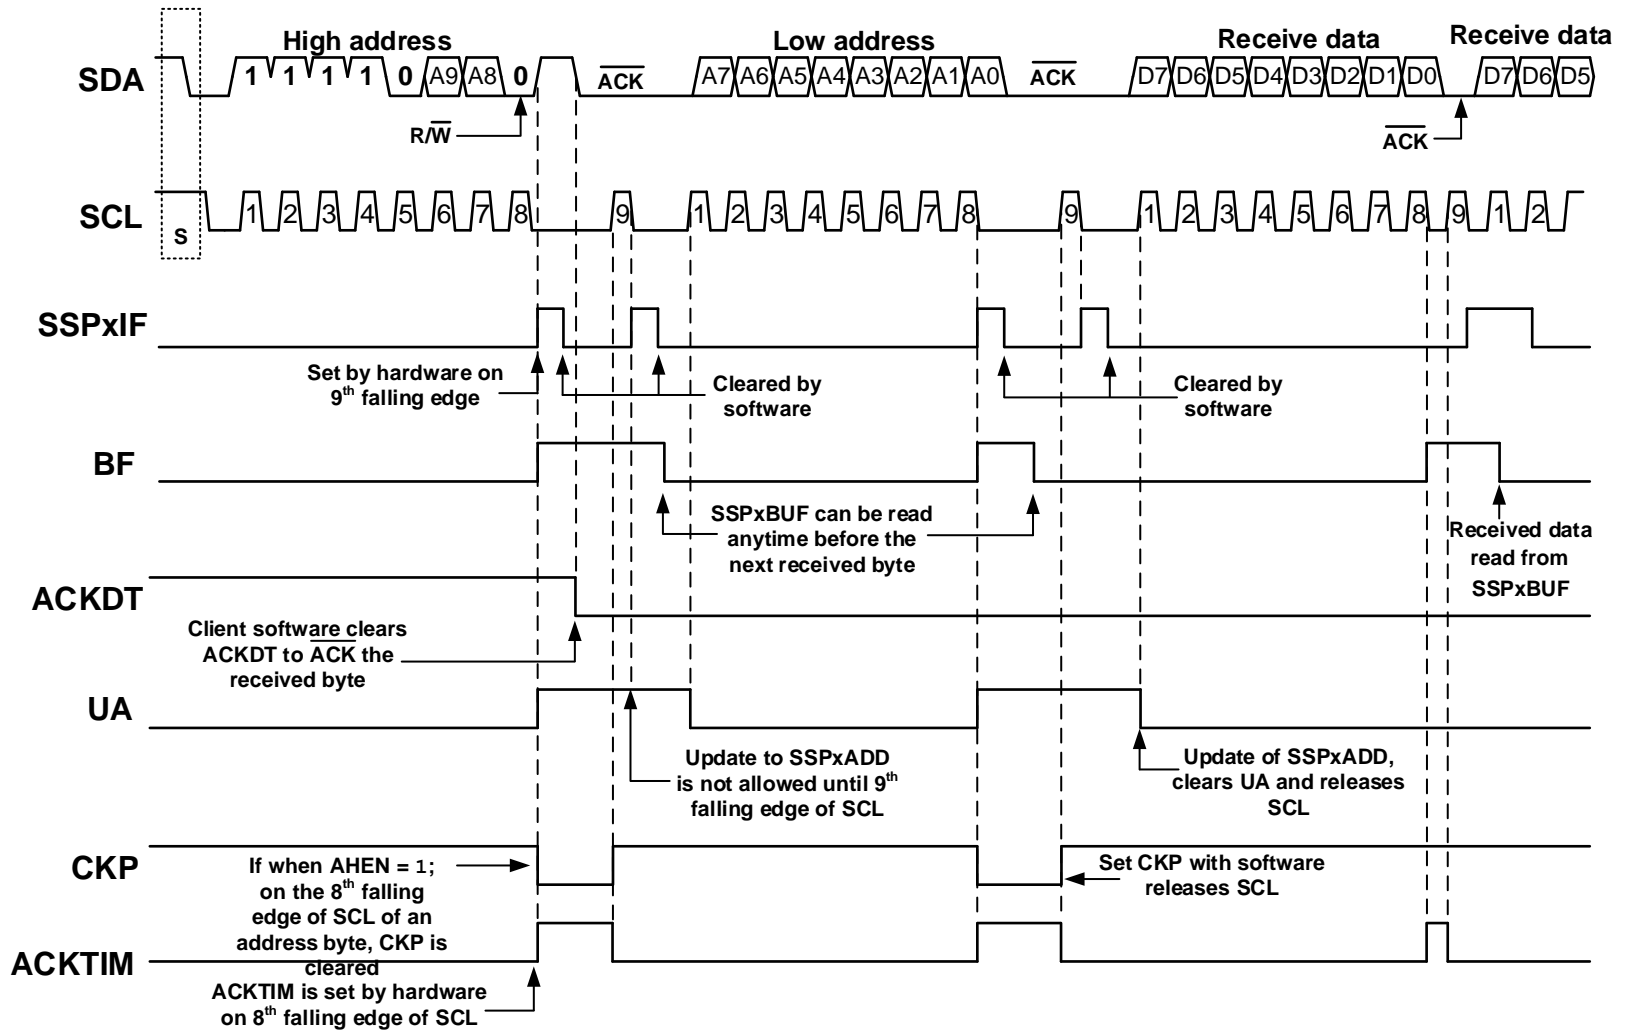 High address Low address Receive data Receive data
SDA 1 1 1 1 0 A9 A8 0 ACK A7 A6 A5 A4 A3 A2 A1 A0 ACK D7 D6 D5 D4 D3 D2 D1 D0 D7 D6 D5
R/W ACK
SCL S 1 2 3 4 5 6 7 8 9 1 2 3 4 5 6 7 8 9 1 2 3 4 5 6 7 8 9 1 2
SSPxIF
Set by hardware on
9th falling edge
Cleared by
software
Cleared by
software
BF
SSPxBUF can be read
anytime before the
next received byte
Received data
read from
SSPxBUF
ACKDT
Client software clears
ACKDT to ACK the
received byte
UA
Update to SSPxADD
is not allowed until 9th
falling edge of SCL
Update of SSPxADD,
clears UA and releases
SCL
CKP
If when AHEN = 1;
on the 8th falling
edge of SCL of an
address byte, CKP is
cleared
Set CKP with software
releases SCL
ACKTIM
ACKTIM is set by hardware
on 8th falling edge of SCL